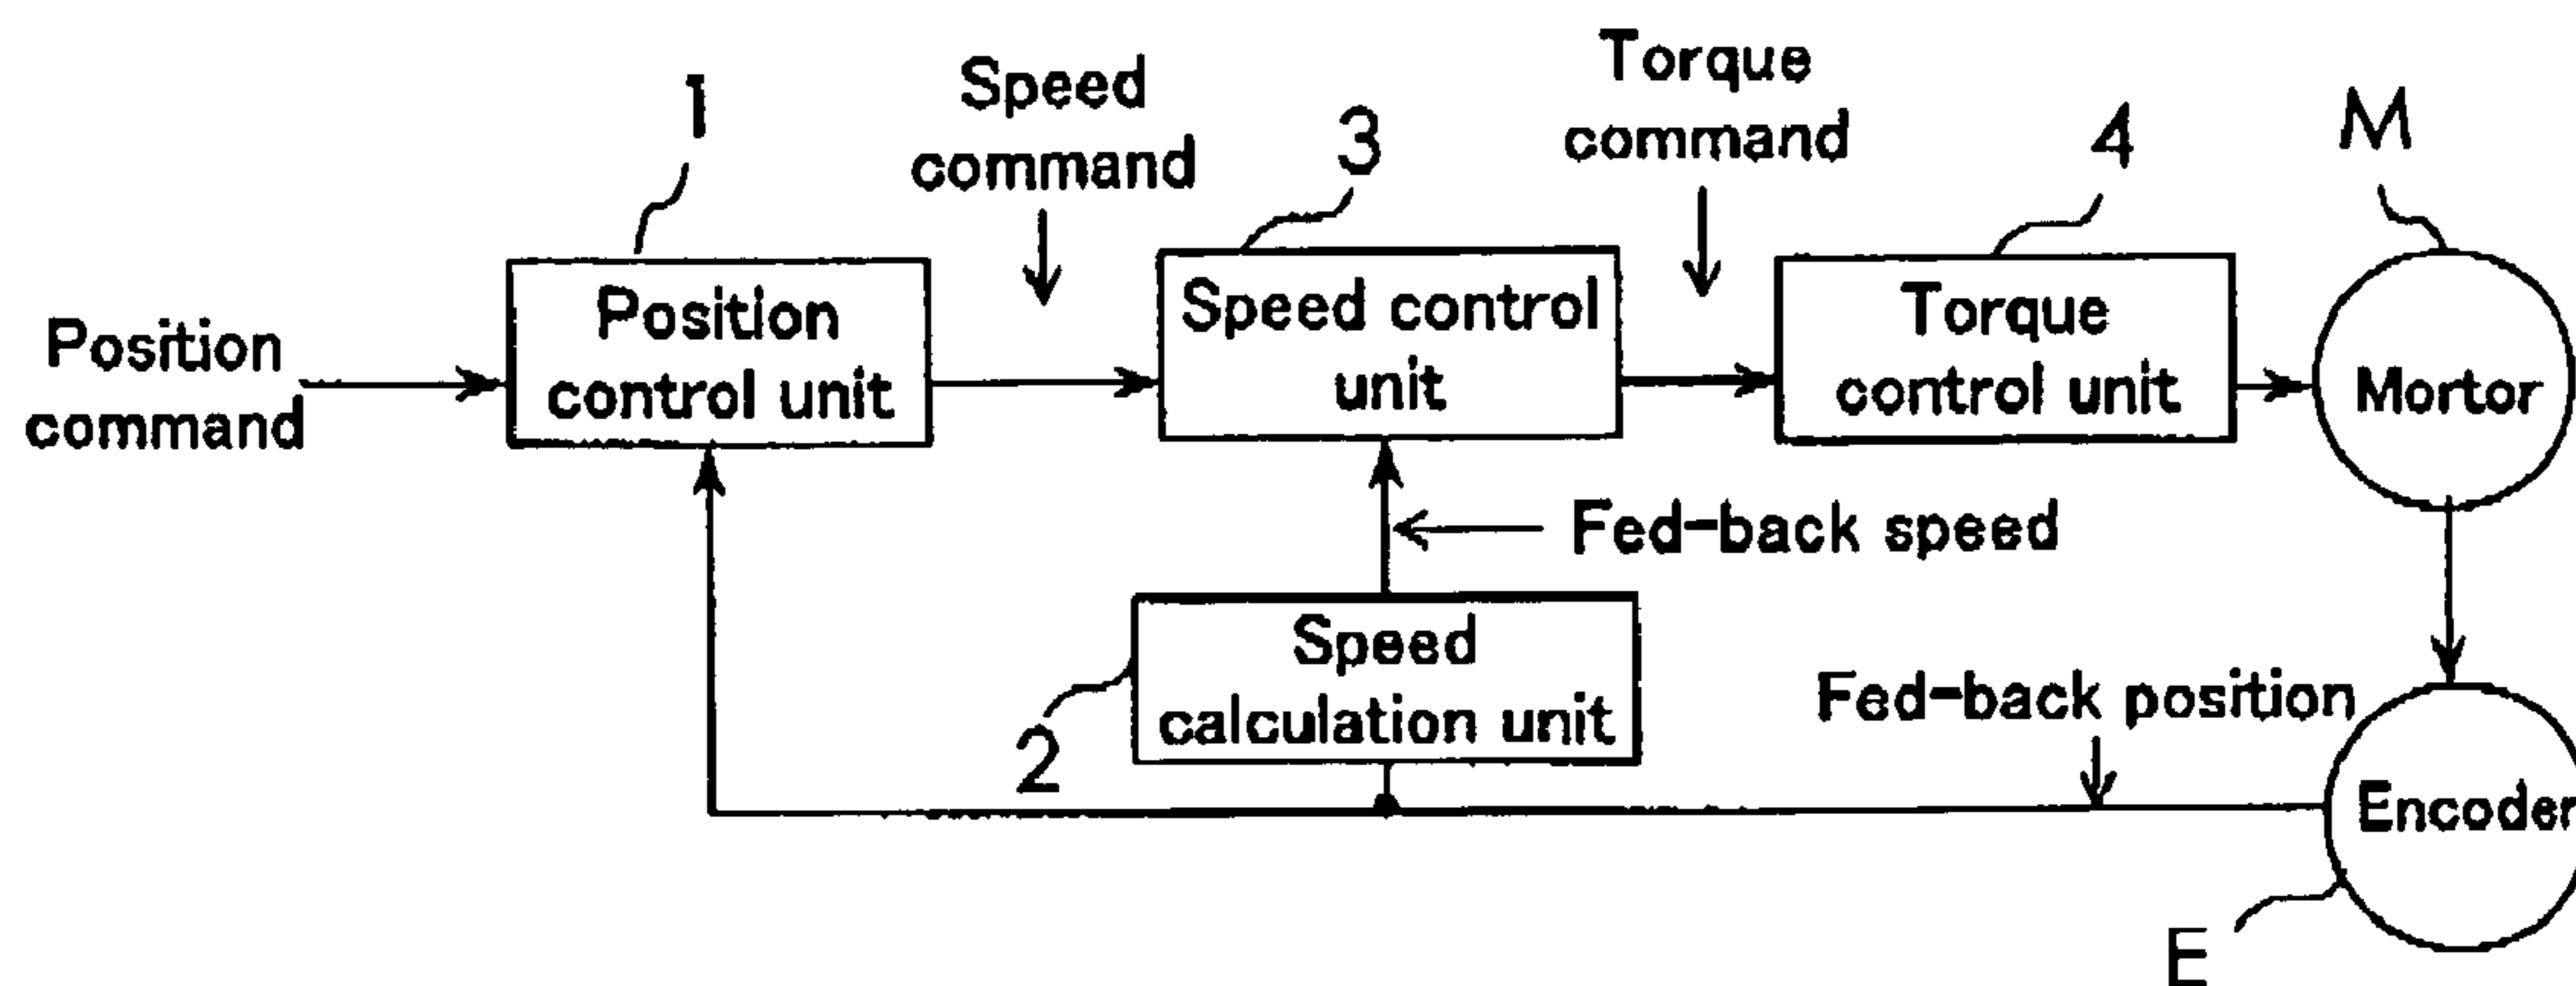 1
Speed
command
3
Torque
command
4
M
Position
command
Position
control unit
Speed control
unit
Torque
control unit
Mortor
Fed-back speed
Speed
calculation unit
2
Fed-back position
Encoder
E